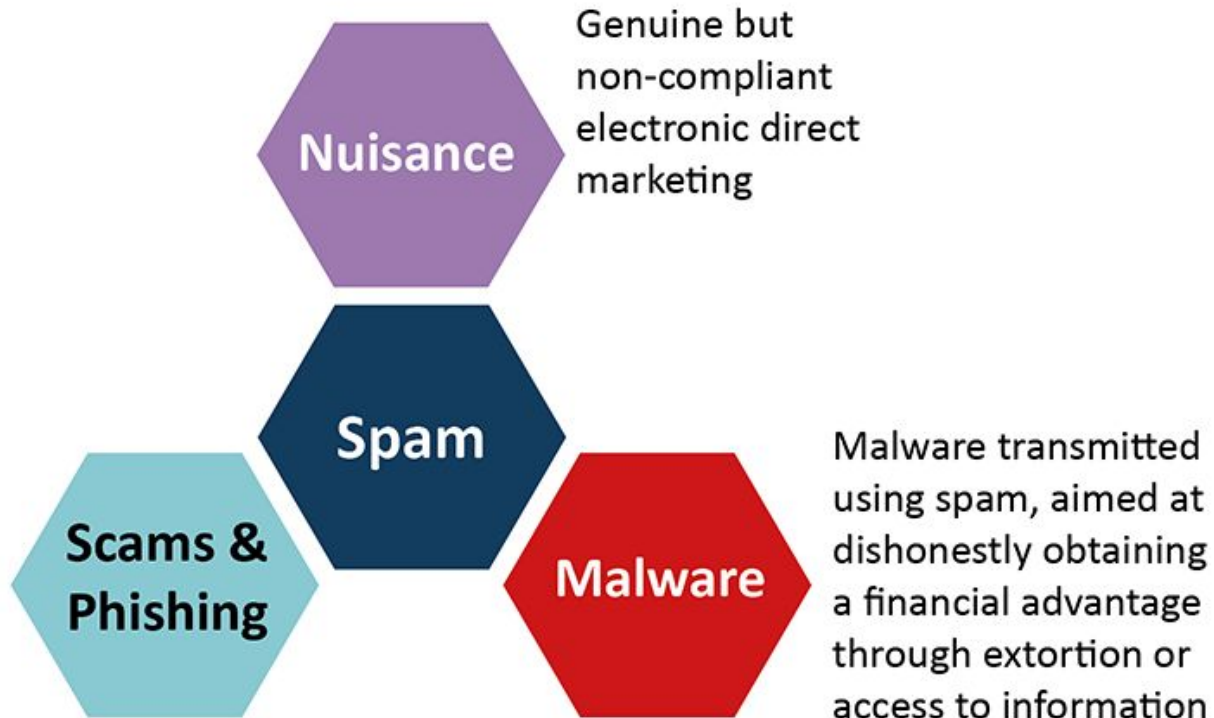 Genuine but
non-compliant
electronic direct
marketing
Nuisance
Spam
Scams &
Phishing
Malware
Malware transmitted
using spam, aimed at
dishonestly obtaining
a financial advantage
through extortion or
access to information